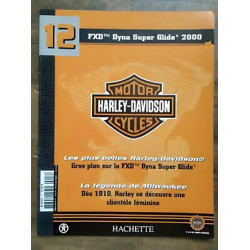 12
FXD™ Dyna Super Glide® 2000
MOTOR
HARLEY-DAVIDSON
CYCLES
Les plus belles Harley-Davidson®
Gros plan sur la FXD™ Dyna Super Glide®
La légende de Milwaukee
Dès 1910, Harley se découvre une
clientèle féminine
HACHETTE